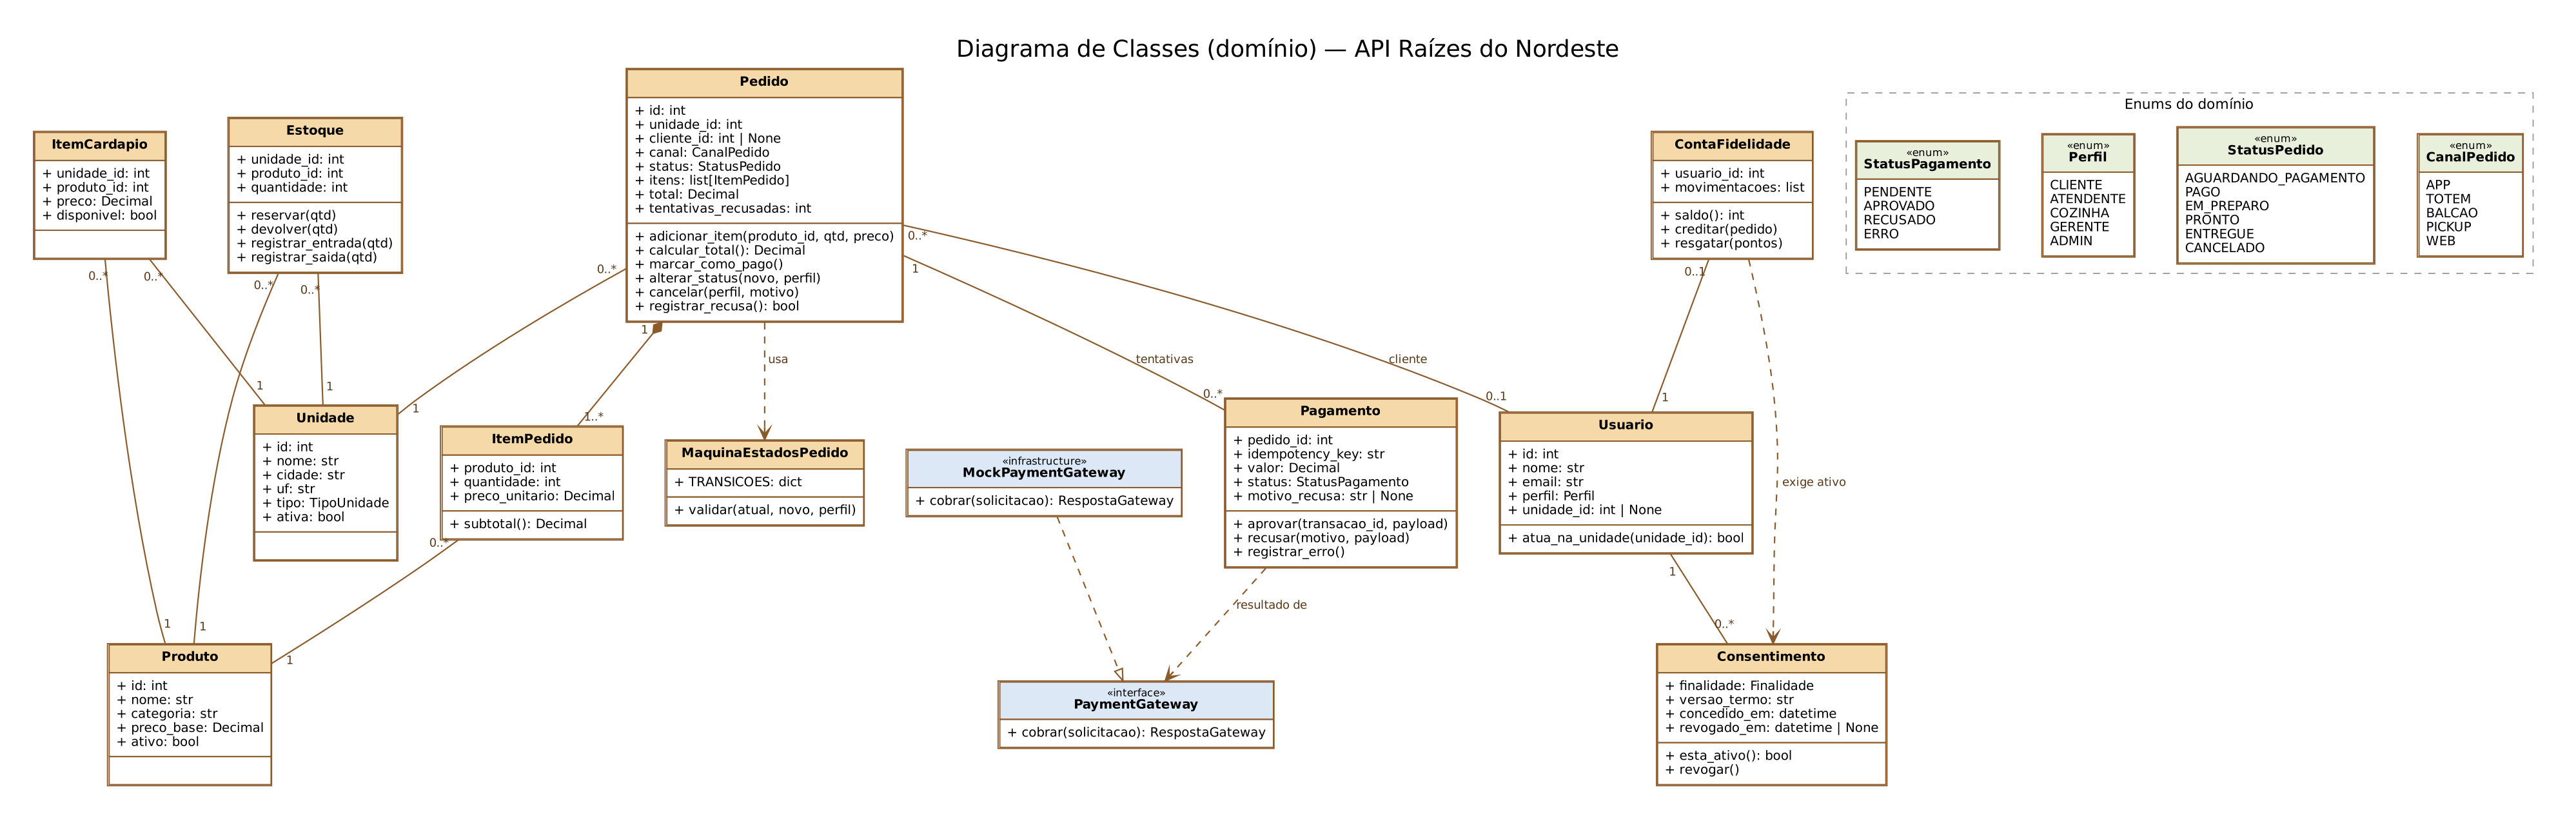 Diagrama de Classes (domínio) — API Raízes do Nordeste
Pedido
+ id: int
+ unidade_id: int
+ cliente_id: int | None
+ canal: CanalPedido
+ status: StatusPedido
+ itens: list[ItemPedido]
+ total: Decimal
+ tentativas_recusadas: int
+ adicionar_item(produto_id, qtd, preco)
+ calcular_total(): Decimal
+ marcar_como_pago()
+ alterar_status(novo, perfil)
+ cancelar(perfil, motivo)
+ registrar_recusa(): bool
ItemCardapio
+ unidade_id: int
+ produto_id: int
+ preco: Decimal
+ disponivel: bool
Estoque
+ unidade_id: int
+ produto_id: int
+ quantidade: int
+ reservar(qtd)
+ devolver(qtd)
+ registrar_entrada(qtd)
+ registrar_saida(qtd)
ContaFidelidade
+ usuario_id: int
+ movimentacoes: list
+ saldo(): int
+ creditar(pedido)
+ resgatar(pontos)
Enums do domínio
«enum»
StatusPagamento
PENDENTE
APROVADO
RECUSADO
ERRO
«enum»
Perfil
CLIENTE
ATENDENTE
COZINHA
GERENTE
ADMIN
«enum»
StatusPedido
AGUARDANDO_PAGAMENTO
PAGO
EM_PREPARO
PRONTO
ENTREGUE
CANCELADO
«enum»
CanalPedido
APP
TOTEM
BALCAO
PICKUP
WEB
0..*
0..*
0..*
0..*
0..*
1
0..*
1
0..1
usa
tentativas
cliente
1
1
1
1..*
0..*
0..1
1
Unidade
+ id: int
+ nome: str
+ cidade: str
+ uf: str
+ tipo: TipoUnidade
+ ativa: bool
ItemPedido
+ produto_id: int
+ quantidade: int
+ preco_unitario: Decimal
+ subtotal(): Decimal
MaquinaEstadosPedido
+ TRANSICOES: dict
+ validar(atual, novo, perfil)
«infrastructure»
MockPaymentGateway
+ cobrar(solicitacao): RespostaGateway
Pagamento
+ pedido_id: int
+ idempotency_key: str
+ valor: Decimal
+ status: StatusPagamento
+ motivo_recusa: str | None
+ aprovar(transacao_id, payload)
+ recusar(motivo, payload)
+ registrar_erro()
Usuario
+ id: int
+ nome: str
+ email: str
+ perfil: Perfil
+ unidade_id: int | None
+ atua_na_unidade(unidade_id): bool
exige ativo
0..*
1
resultado de
1
1
1
0..*
Produto
+ id: int
+ nome: str
+ categoria: str
+ preco_base: Decimal
+ ativo: bool
«interface»
PaymentGateway
+ cobrar(solicitacao): RespostaGateway
Consentimento
+ finalidade: Finalidade
+ versao_termo: str
+ concedido_em: datetime
+ revogado_em: datetime | None
+ esta_ativo(): bool
+ revogar()